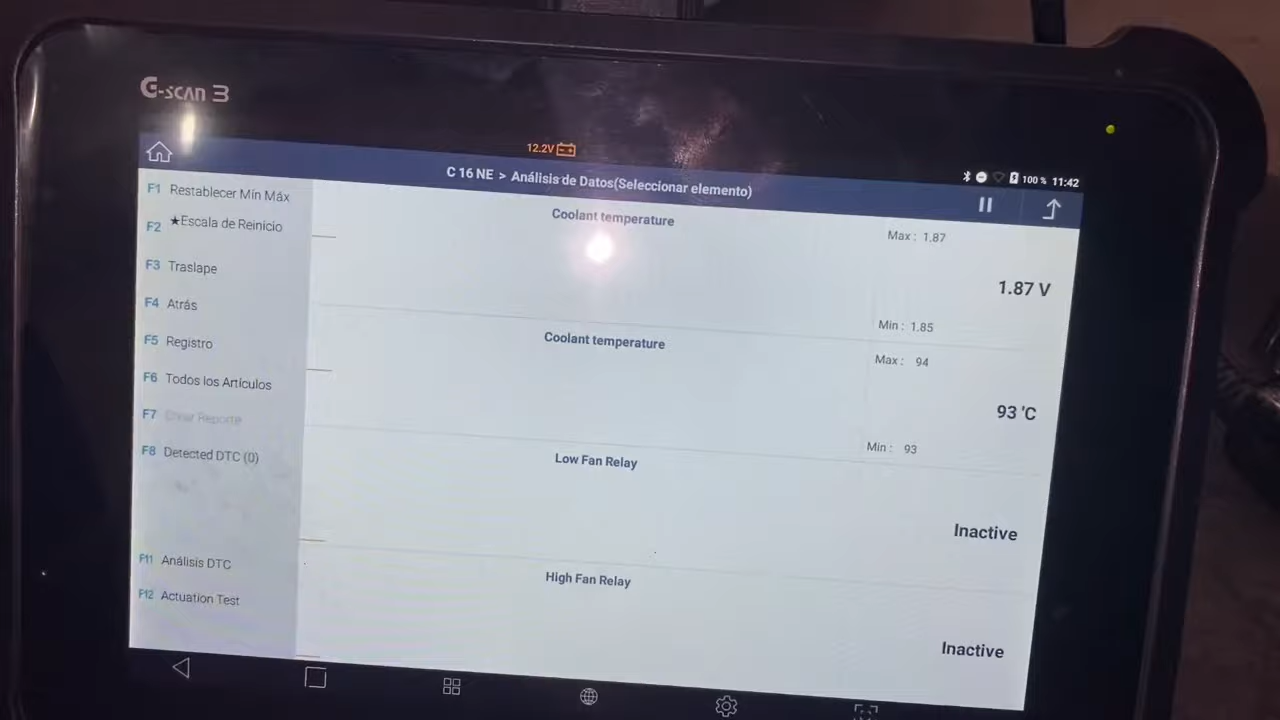 G-scan 3
12.2V
C 16 NE > Análisis de Datos(Seleccionar elemento)
100 % 11:42
F1 Restablecer Mín Máx
F2 ★Escala de Reinicio
F3 Traslape
F4 Atrás
F5 Registro
F6 Todos los Artículos
F7 Crear Reporte
F8 Detected DTC (0)
F11 Análisis DTC
F12 Actuation Test
Coolant temperature
Max : 1.87
1.87 V
Min : 1.85
Coolant temperature
Max : 94
93 'C
Min : 93
Low Fan Relay
Inactive
High Fan Relay
Inactive